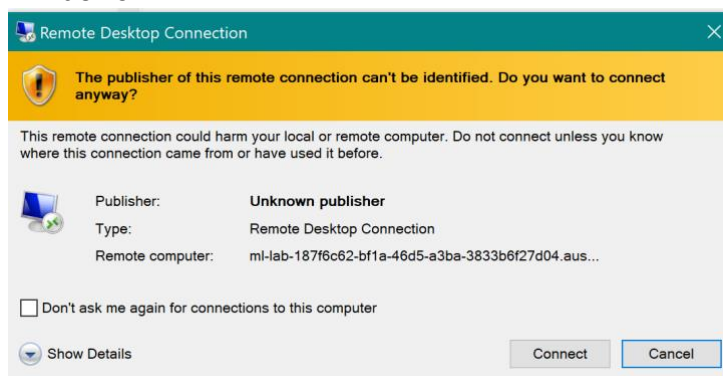 Remote Desktop Connection
The publisher of this remote connection can't be identified. Do you want to connect
anyway?
This remote connection could harm your local or remote computer. Do not connect unless you know
where this connection came from or have used it before.
Publisher: Unknown publisher
Type: Remote Desktop Connection
Remote computer: ml-lab-187f6c62-bf1a-46d5-a3ba-3833b6f27d04.aus...
Don't ask me again for connections to this computer
Show Details Connect Cancel